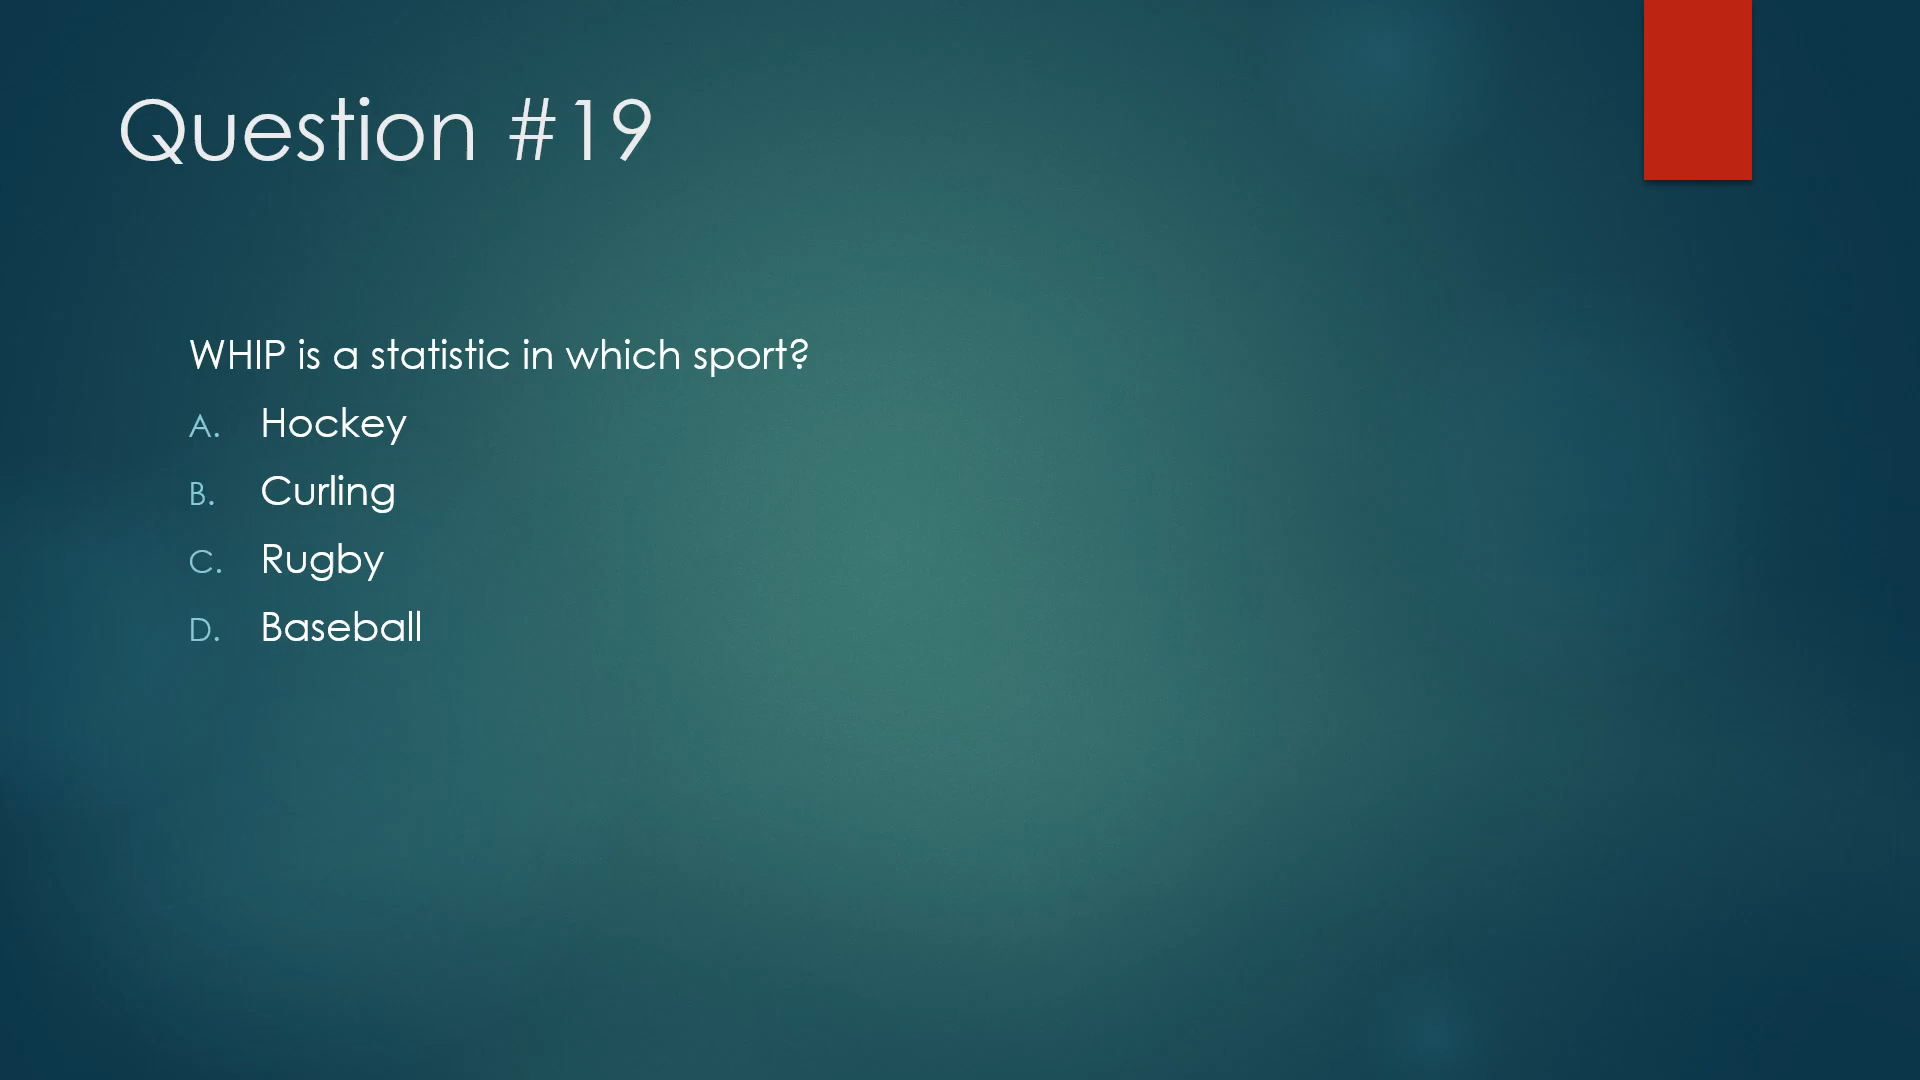 Question #19
WHIP is a statistic in which sport?
A. Hockey
B. Curling
C. Rugby
D. Baseball